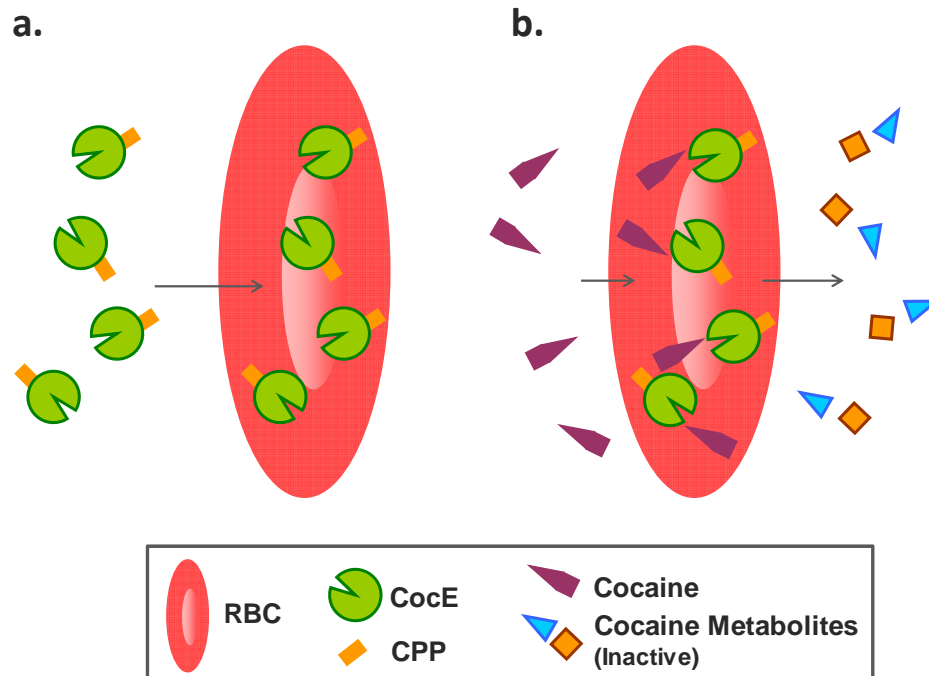 a.
b.
RBC
CocE
CPP
Cocaine
Cocaine Metabolites
(Inactive)